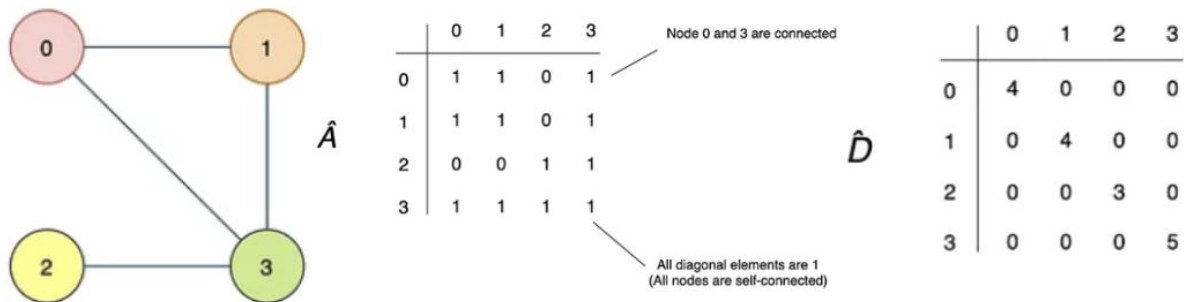 0
1
2
3
Â
0 1 2 3
0 1 1 0 1
1 1 1 0 1
2 0 0 1 1
3 1 1 1 1
Node 0 and 3 are connected
All diagonal elements are 1
(All nodes are self-connected)
D̂
0 1 2 3
0 4 0 0 0
1 0 4 0 0
2 0 0 3 0
3 0 0 0 5